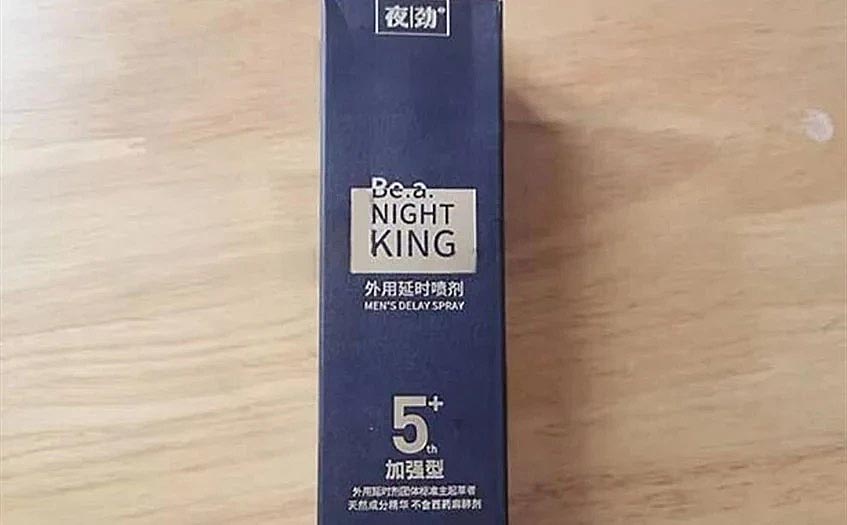 夜劲®
Be.a.
NIGHT
KING
外用延时喷剂
MEN'S DELAY SPRAY
5+
th
加强型
外用延时剂团体标准主起草者
天然成分精华 不含西药麻醉剂